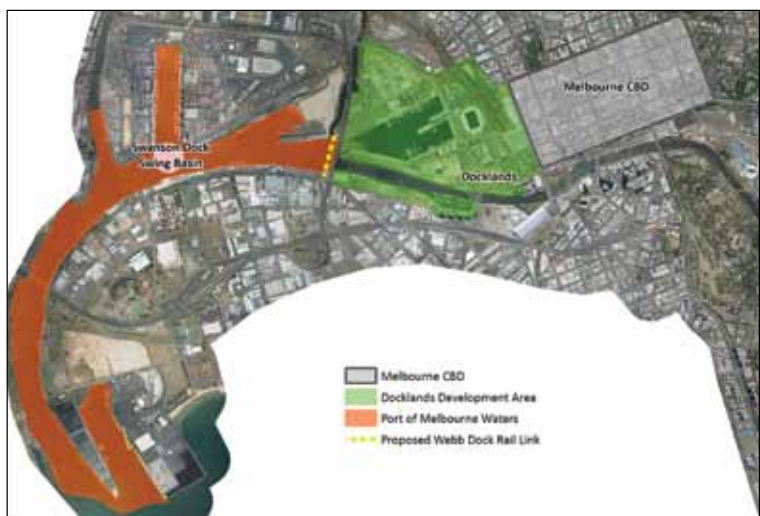 Melbourne CBD
Swanson Dock
Swing Basin
Docklands
Melbourne CBD
Docklands Development Area
Port of Melbourne Waters
Proposed Webb Dock Rail Link